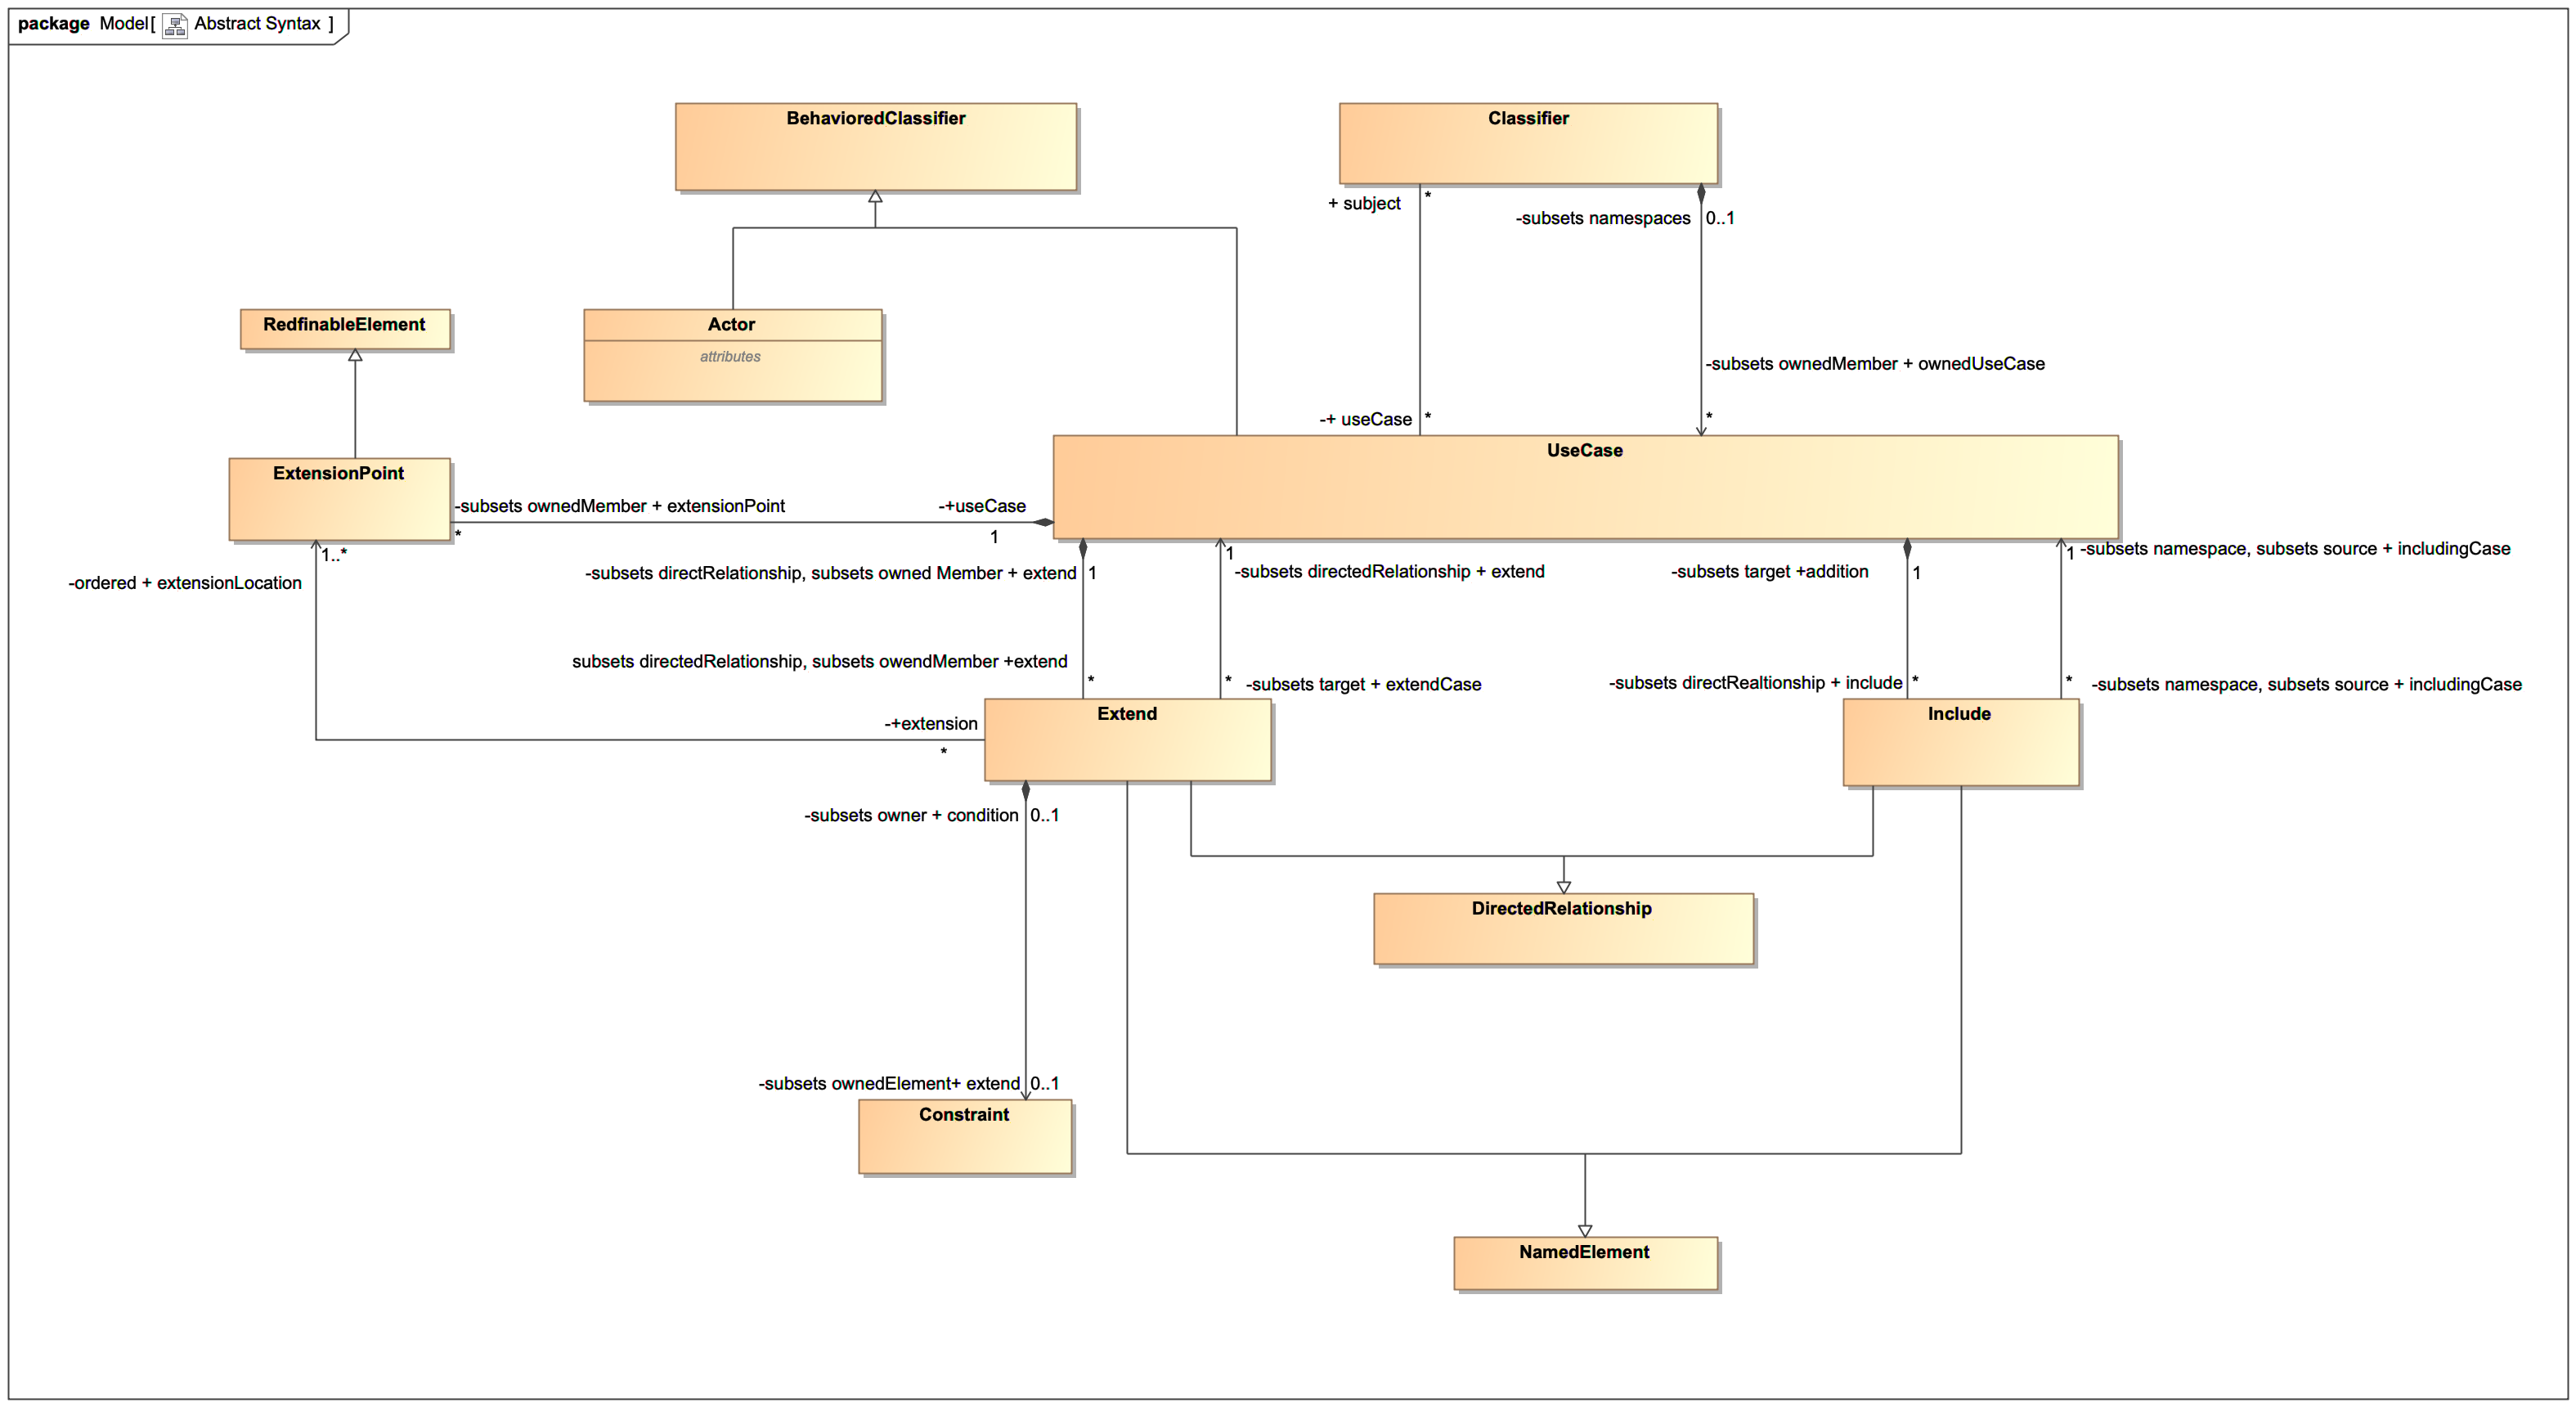 package Model[ Abstract Syntax ]
BehavioredClassifier
Classifier
+ subject
*
-subsets namespaces
0..1
RedfinableElement
Actor
attributes
-subsets ownedMember + ownedUseCase
-+ useCase
*
*
UseCase
ExtensionPoint
-subsets ownedMember + extensionPoint
*
-+useCase
1
1..*
-ordered + extensionLocation
-subsets directRelationship, subsets owned Member + extend
1
1
-subsets directedRelationship + extend
-subsets target +addition
1
1
-subsets namespace, subsets source + includingCase
subsets directedRelationship, subsets owendMember +extend
*
*
-subsets target + extendCase
-subsets directRealtionship + include
*
*
-subsets namespace, subsets source + includingCase
-+extension
*
Extend
Include
-subsets owner + condition
0..1
DirectedRelationship
-subsets ownedElement+ extend
0..1
Constraint
NamedElement